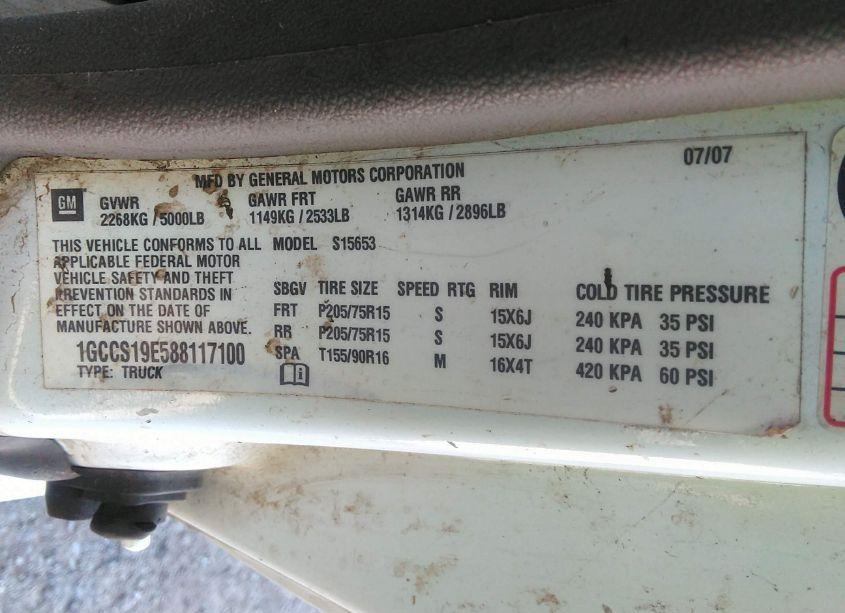 07/07
MFD BY GENERAL MOTORS CORPORATION
GM GVWR GAWR FRT GAWR RR
2268KG / 5000LB 1149KG / 2533LB 1314KG / 2896LB
THIS VEHICLE CONFORMS TO ALL
APPLICABLE FEDERAL MOTOR
VEHICLE SAFETY AND THEFT
PREVENTION STANDARDS IN
EFFECT ON THE DATE OF
MANUFACTURE SHOWN ABOVE.
1GCCS19E588117100
TYPE: TRUCK
MODEL S15653
SBGV TIRE SIZE SPEED RTG RIM COLD TIRE PRESSURE
FRT P205/75R15 S 15X6J 240 KPA 35 PSI
RR P205/75R15 S 15X6J 240 KPA 35 PSI
SPA T155/90R16 M 16X4T 420 KPA 60 PSI